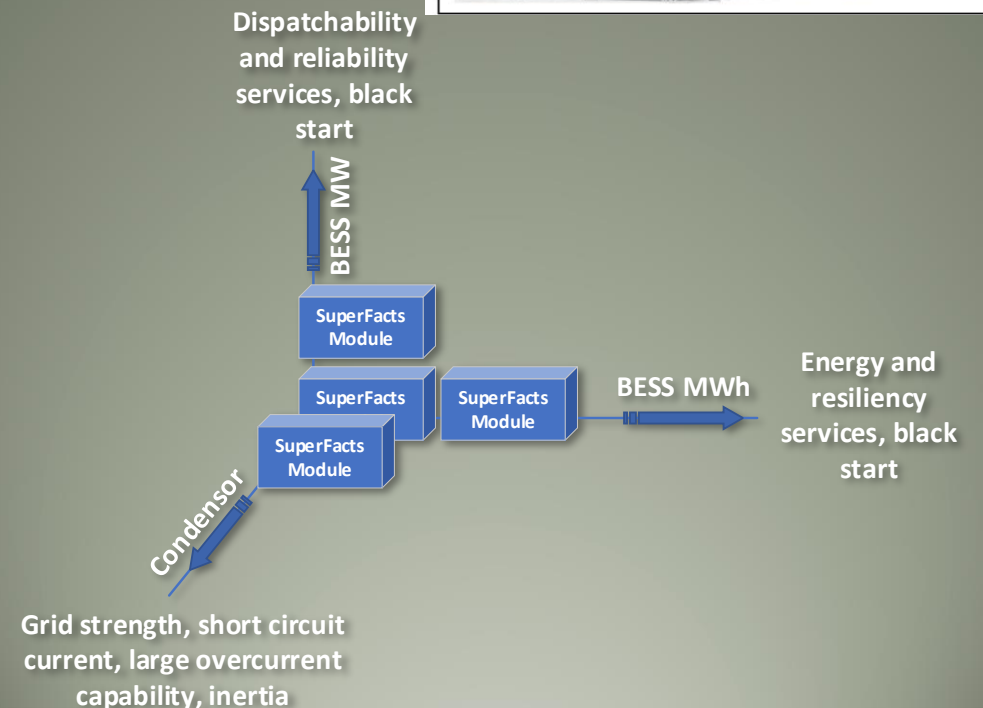 Dispatchability
and reliability
services, black
start
BESS MW
SuperFacts
Module
SuperFacts
SuperFacts
Module
SuperFacts
Module
BESS MWh
Energy and
resiliency
services, black
start
Condensor
Grid strength, short circuit
current, large overcurrent
capability, inertia